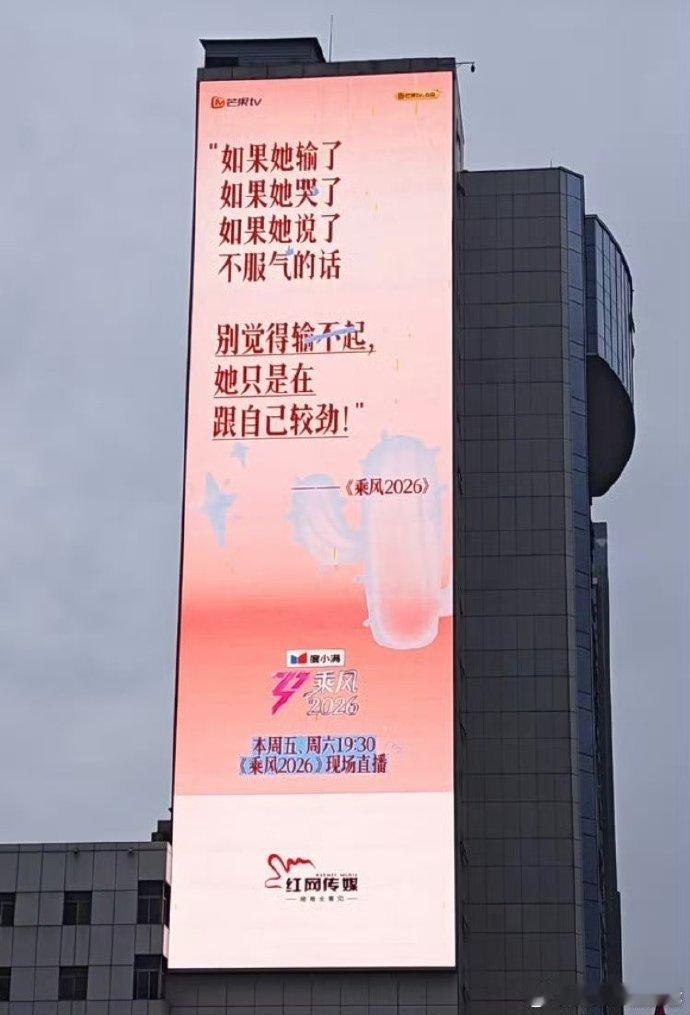 芒果tv
"如果她输了
如果她哭了
如果她说了
不服气的话
别觉得输不起,
她只是在
跟自己较劲!"
——《乘风2026》
度小满
乘风
2026
本周五、周六19:30
《乘风2026》现场直播
红网传媒